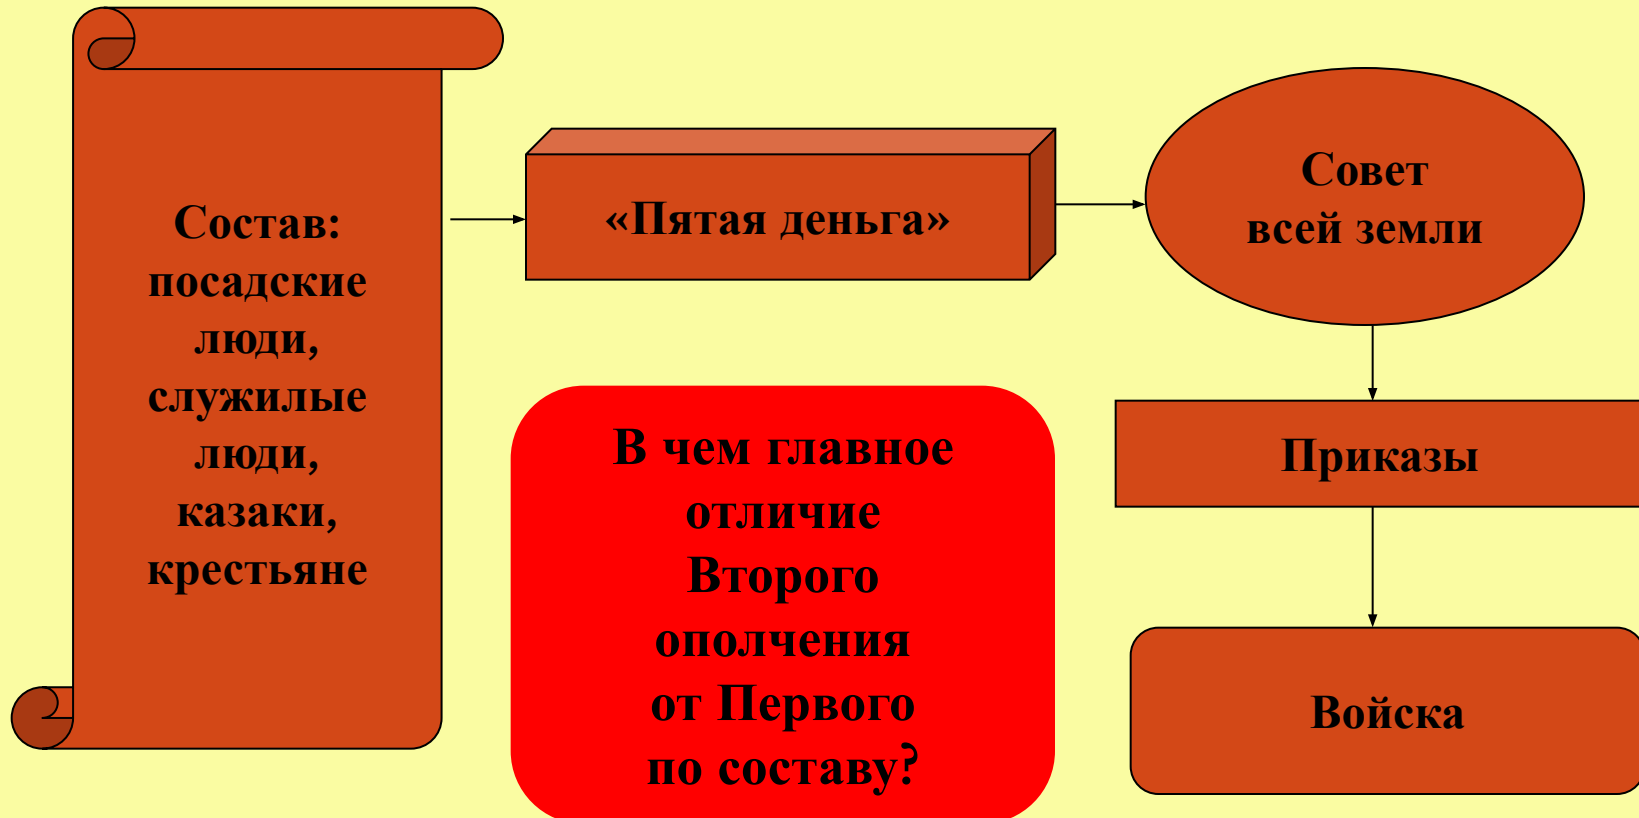 Состав:
посадские
люди,
служилые
люди,
казаки,
крестьяне
«Пятая деньга»
Совет
всей земли
Приказы
Войска
В чем главное
отличие
Второго
ополчения
от Первого
по составу?